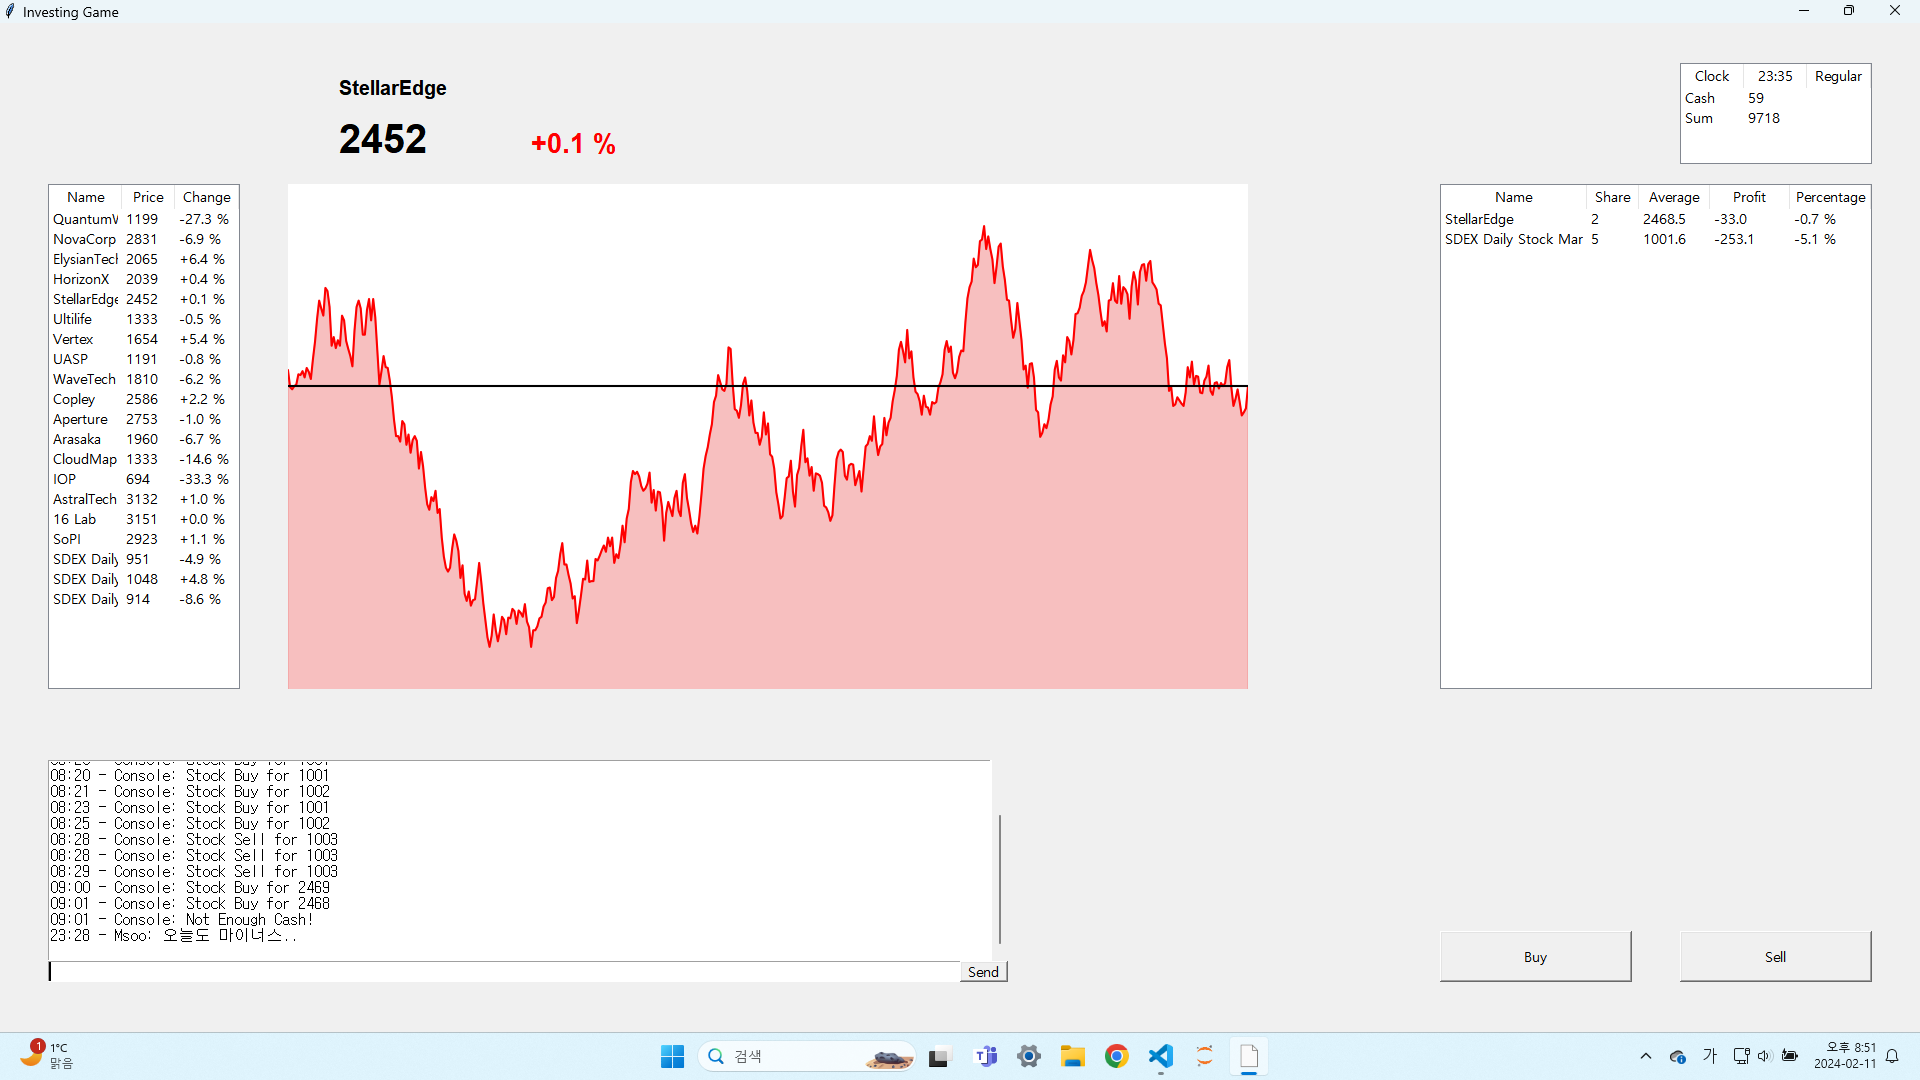 Investing Game
StellarEdge
2452 +0.1 %
Clock 23:35 Regular
Cash 59
Sum 9718
Name Price Change
QuantumW 1199 -27.3 %
NovaCorp 2831 -6.9 %
ElysianTech 2065 +6.4 %
HorizonX 2039 +0.4 %
StellarEdge 2452 +0.1 %
Ultilife 1333 -0.5 %
Vertex 1654 +5.4 %
UASP 1191 -0.8 %
WaveTech 1810 -6.2 %
Copley 2586 +2.2 %
Aperture 2753 -1.0 %
Arasaka 1960 -6.7 %
CloudMap 1333 -14.6 %
IOP 694 -33.3 %
AstralTech 3132 +1.0 %
16 Lab 3151 +0.0 %
SoPI 2923 +1.1 %
SDEX Daily 951 -4.9 %
SDEX Daily 1048 +4.8 %
SDEX Daily 914 -8.6 %
Name Share Average Profit Percentage
StellarEdge 2 2468.5 -33.0 -0.7 %
SDEX Daily Stock Mar 5 1001.6 -253.1 -5.1 %
08:20 - Console: Stock Buy for 1001
08:21 - Console: Stock Buy for 1002
08:23 - Console: Stock Buy for 1001
08:25 - Console: Stock Buy for 1002
08:28 - Console: Stock Sell for 1003
08:28 - Console: Stock Sell for 1003
08:29 - Console: Stock Sell for 1003
09:00 - Console: Stock Buy for 2469
09:01 - Console: Stock Buy for 2468
09:01 - Console: Not Enough Cash!
23:28 - Msoo: 오늘도 마이너스..
Send
Buy
Sell
1
1°C
맑음
검색
가
오후 8:51
2024-02-11